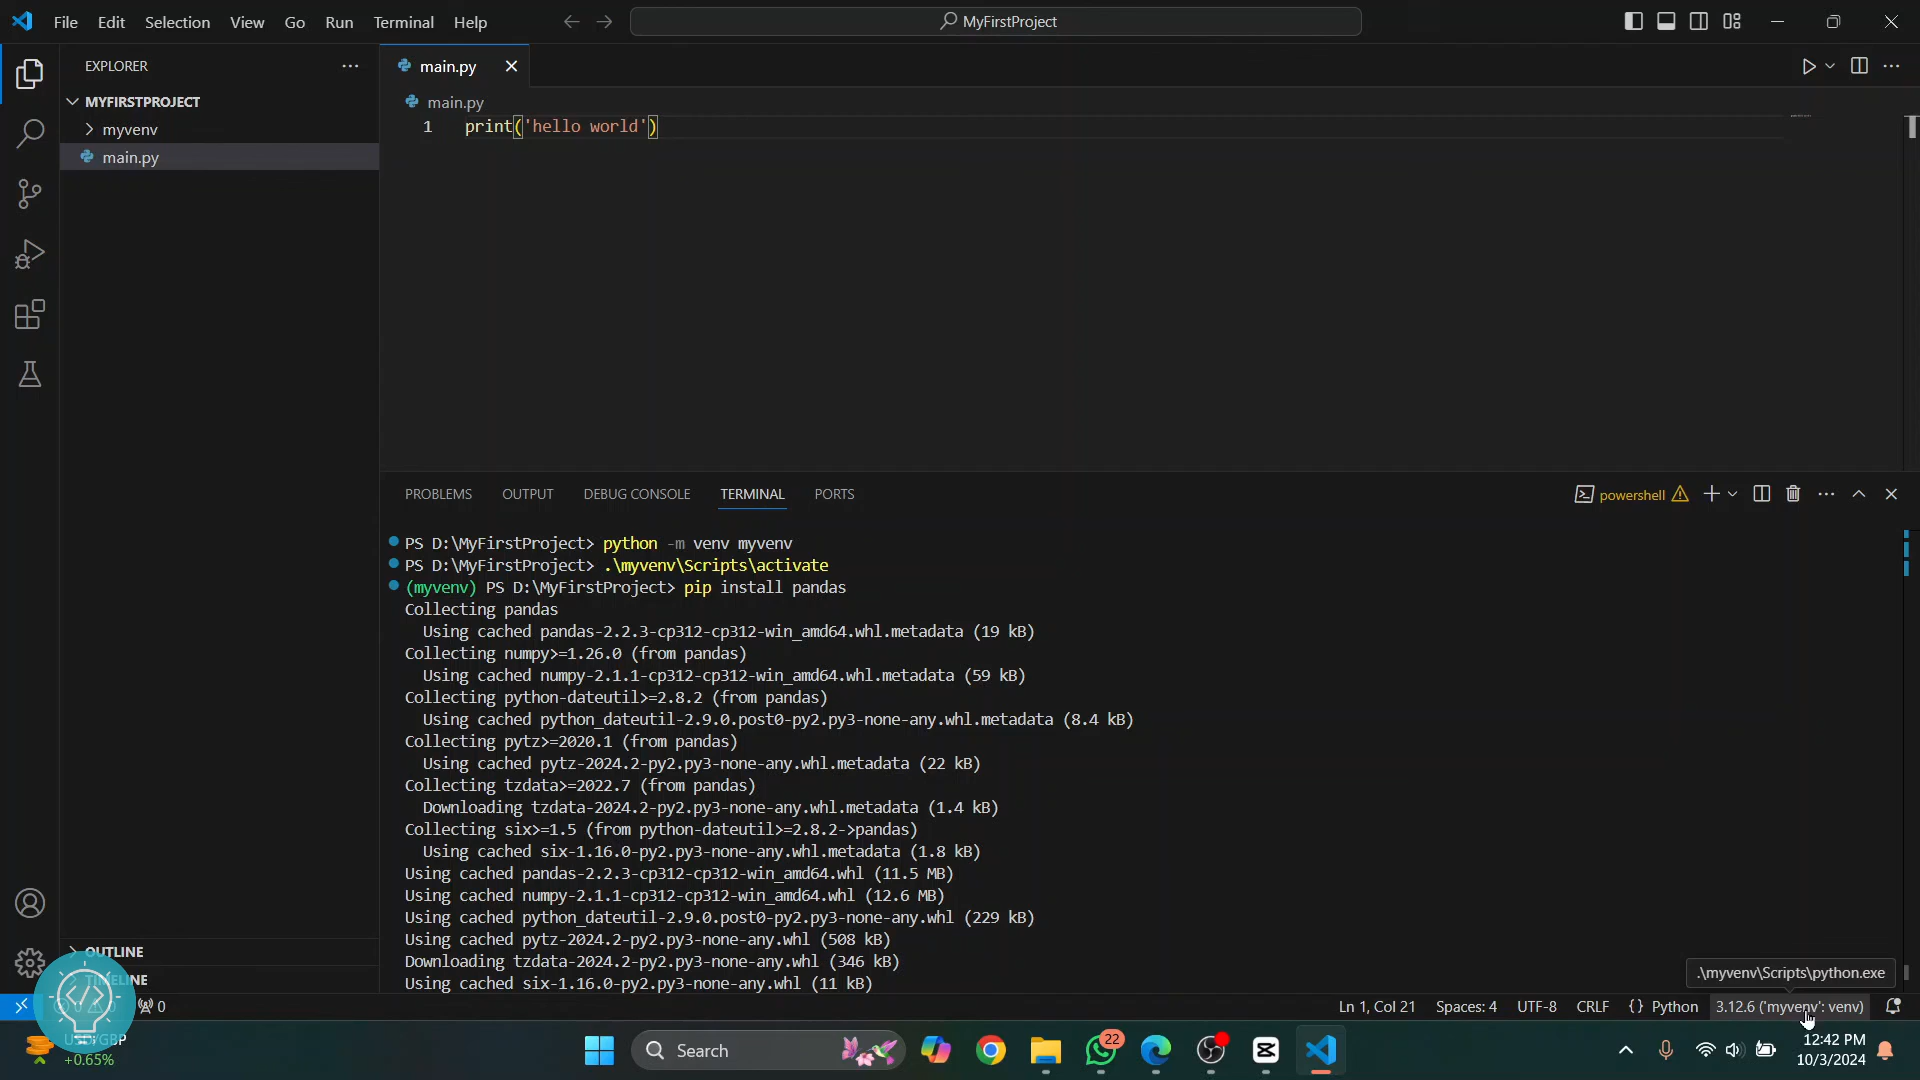 File Edit Selection View Go Run Terminal Help
MyFirstProject
EXPLORER
main.py
MYFIRSTPROJECT
myvenv
main.py
main.py
1 print('hello world')
PROBLEMS OUTPUT DEBUG CONSOLE TERMINAL PORTS
powershell
PS D:\MyFirstProject> python -m venv myvenv
PS D:\MyFirstProject> .\myvenv\Scripts\activate
(myvenv) PS D:\MyFirstProject> pip install pandas
Collecting pandas
Using cached pandas-2.2.3-cp312-cp312-win_amd64.whl.metadata (19 kB)
Collecting numpy>=1.26.0 (from pandas)
Using cached numpy-2.1.1-cp312-cp312-win_amd64.whl.metadata (59 kB)
Collecting python-dateutil>=2.8.2 (from pandas)
Using cached python_dateutil-2.9.0.post0-py2.py3-none-any.whl.metadata (8.4 kB)
Collecting pytz>=2020.1 (from pandas)
Using cached pytz-2024.2-py2.py3-none-any.whl.metadata (22 kB)
Collecting tzdata>=2022.7 (from pandas)
Downloading tzdata-2024.2-py2.py3-none-any.whl.metadata (1.4 kB)
Collecting six>=1.5 (from python-dateutil>=2.8.2->pandas)
Using cached six-1.16.0-py2.py3-none-any.whl.metadata (1.8 kB)
Using cached pandas-2.2.3-cp312-cp312-win_amd64.whl (11.5 MB)
Using cached numpy-2.1.1-cp312-cp312-win_amd64.whl (12.6 MB)
Using cached python_dateutil-2.9.0.post0-py2.py3-none-any.whl (229 kB)
Using cached pytz-2024.2-py2.py3-none-any.whl (508 kB)
Downloading tzdata-2024.2-py2.py3-none-any.whl (346 kB)
Using cached six-1.16.0-py2.py3-none-any.whl (11 kB)
OUTLINE
TIMELINE
.\myvenv\Scripts\python.exe
0
Ln 1, Col 21 Spaces: 4 UTF-8 CRLF {} Python 3.12.6 ('myvenv': venv)
USD/GBP
+0.65%
Search
22
12:42 PM
10/3/2024